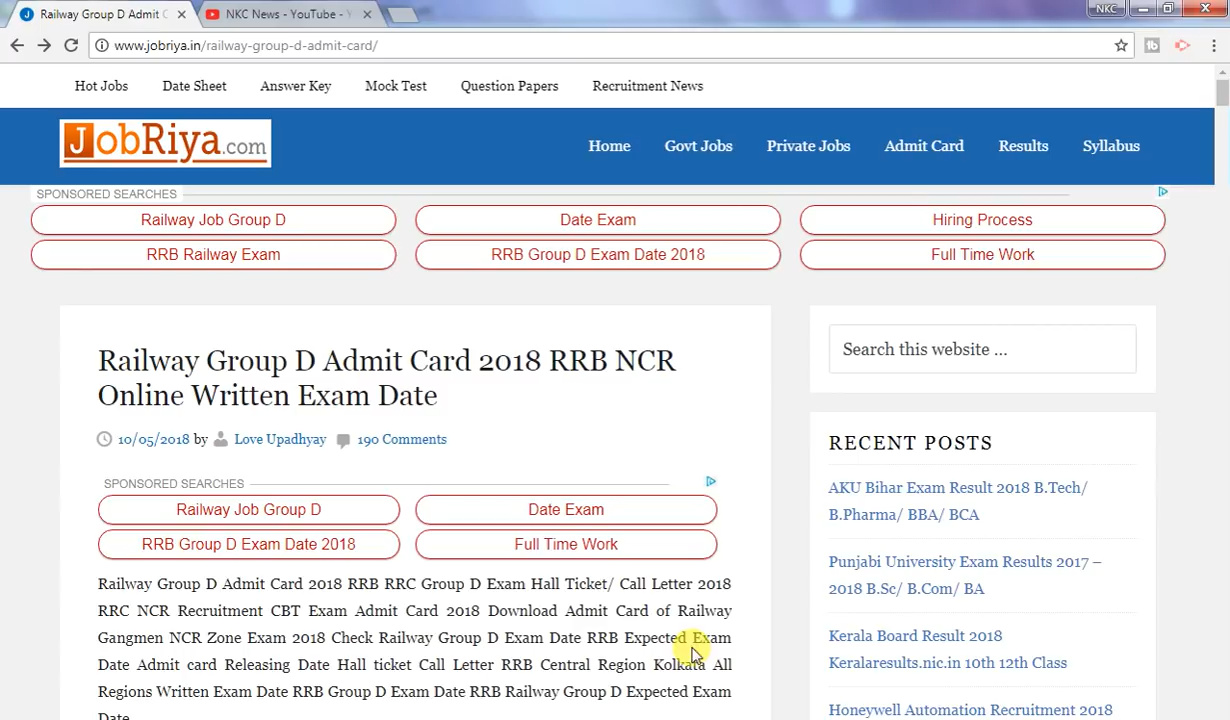 Railway Group D Admit C
NKC News - YouTube - Y
NKC
www.jobriya.in/railway-group-d-admit-card/
Hot Jobs Date Sheet Answer Key Mock Test Question Papers Recruitment News
JobRiya.com
Home Govt Jobs Private Jobs Admit Card Results Syllabus
SPONSORED SEARCHES
Railway Job Group D Date Exam Hiring Process
RRB Railway Exam RRB Group D Exam Date 2018 Full Time Work
Railway Group D Admit Card 2018 RRB NCR
Online Written Exam Date
10/05/2018 by Love Upadhyay 190 Comments
SPONSORED SEARCHES
Railway Job Group D Date Exam
RRB Group D Exam Date 2018 Full Time Work
Railway Group D Admit Card 2018 RRB RRC Group D Exam Hall Ticket/ Call Letter 2018
RRC NCR Recruitment CBT Exam Admit Card 2018 Download Admit Card of Railway
Gangmen NCR Zone Exam 2018 Check Railway Group D Exam Date RRB Expected Exam
Date Admit card Releasing Date Hall ticket Call Letter RRB Central Region Kolkata All
Regions Written Exam Date RRB Group D Exam Date RRB Railway Group D Expected Exam
Date
Search this website ...
RECENT POSTS
AKU Bihar Exam Result 2018 B.Tech/
B.Pharma/ BBA/ BCA
Punjabi University Exam Results 2017 –
2018 B.Sc/ B.Com/ BA
Kerala Board Result 2018
Keralaresults.nic.in 10th 12th Class
Honeywell Automation Recruitment 2018